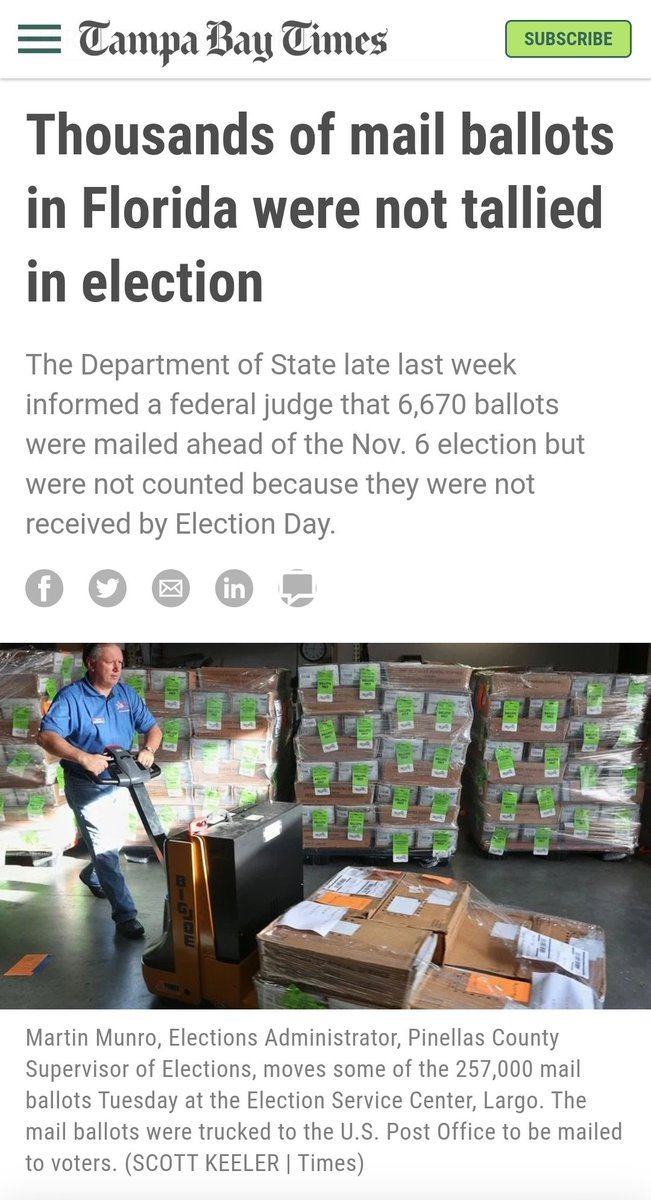 Tampa Bay Times
SUBSCRIBE
Thousands of mail ballots
in Florida were not tallied
in election
The Department of State late last week
informed a federal judge that 6,670 ballots
were mailed ahead of the Nov. 6 election but
were not counted because they were not
received by Election Day.
BIG JOE
Martin Munro, Elections Administrator, Pinellas County
Supervisor of Elections, moves some of the 257,000 mail
ballots Tuesday at the Election Service Center, Largo. The
mail ballots were trucked to the U.S. Post Office to be mailed
to voters. (SCOTT KEELER | Times)